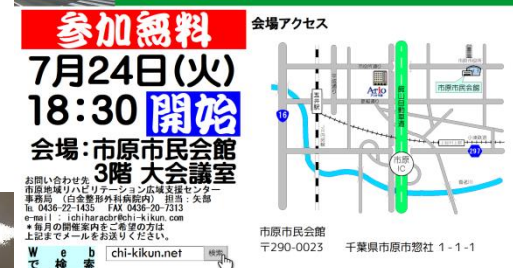 参加無料
7月24日(火)
18:30 開始
会場:市原市民会館
3階 大会議室
お問い合わせ先
市原地域リハビリテーション広域支援センター
事務局 (白金整形外科病院内) 担当:矢部
℡ 0436-22-1435 FAX 0436-20-7313
e-mail : ichiharacbr@chi-kikun.com
*毎月の開催案内をご希望の方は
上記までメールをお送りください。
Web
で検索
chi-kikun.net
検索
会場アクセス
Ario
五井駅
館山自動車道
市原市民会館
16
297
市原
IC
市原市民会館
〒290-0023 千葉県市原市惣社 1-1-1